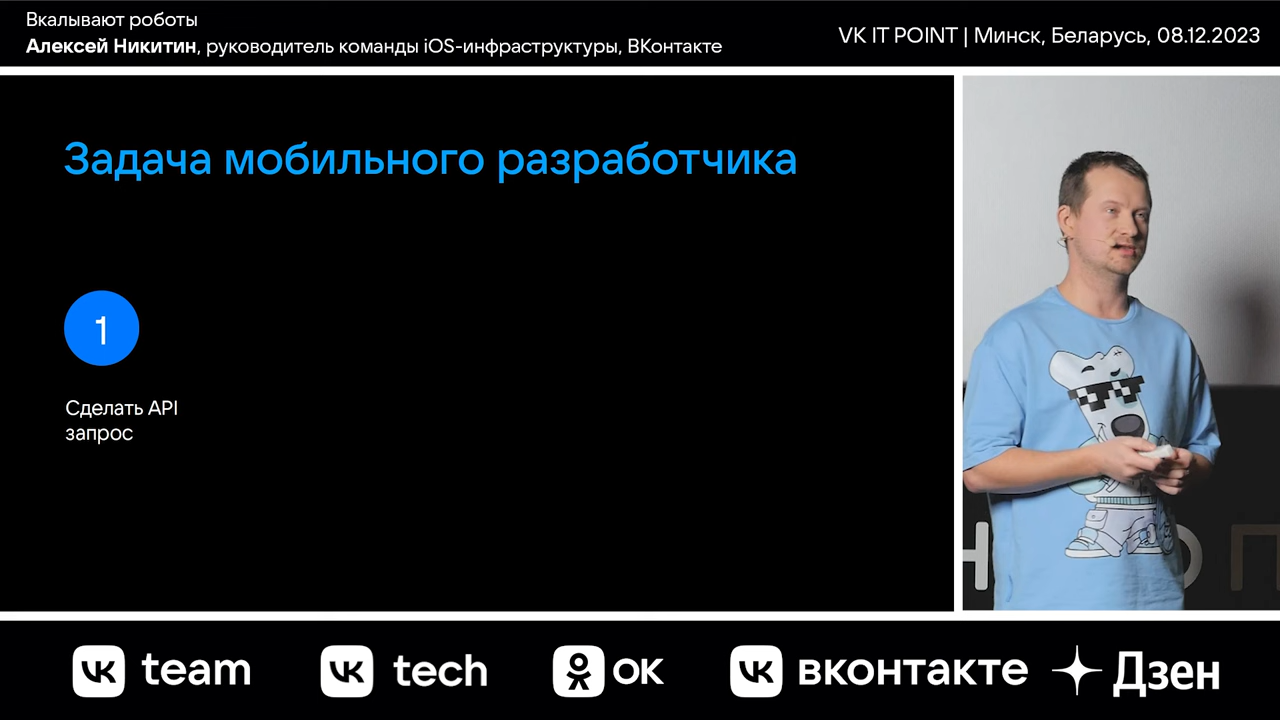 Вкалывают роботы
Алексей Никитин, руководитель команды iOS-инфраструктуры, ВКонтакте
VK IT POINT | Минск, Беларусь, 08.12.2023
Задача мобильного разработчика
1
Сделать API
запрос
team
tech
ок
вконтакте
Дзен